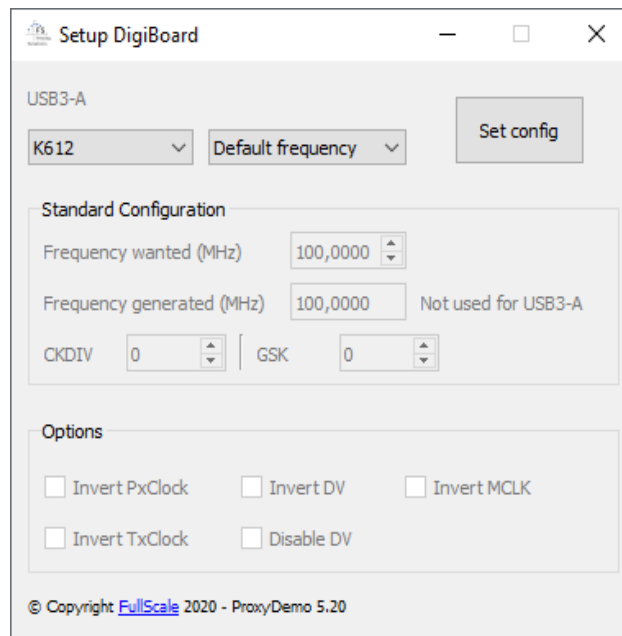 Setup DigiBoard
USB3-A
K612
Default frequency
Set config
Standard Configuration
Frequency wanted (MHz)
100,0000
Frequency generated (MHz)
100,0000
Not used for USB3-A
CKDIV
0
GSK
0
Options
Invert PxClock
Invert DV
Invert MCLK
Invert TxClock
Disable DV
© Copyright FullScale 2020 - ProxyDemo 5.20